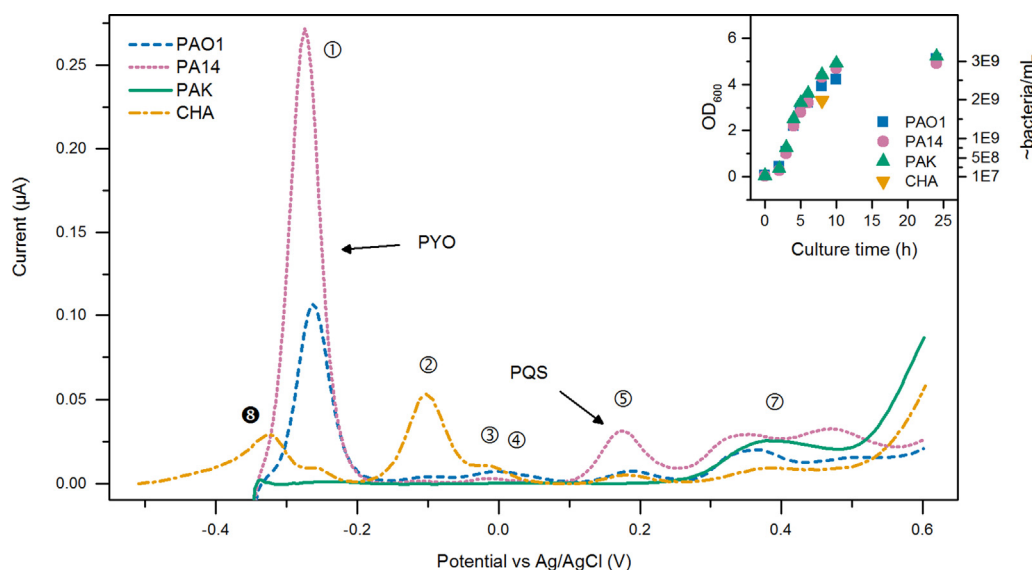 PAO1
PA14
PAK
CHA
①
②
③
④
⑤
⑦
❽
PYO
PQS
0.25
0.20
0.15
0.10
0.05
0.00
Current (µA)
-0.4 -0.2 0.0 0.2 0.4 0.6
Potential vs Ag/AgCl (V)
6
4
2
0
OD600
3E9
2E9
1E9
5E8
1E7
~bacteria/mL
PAO1
PA14
PAK
CHA
0 5 10 15 20 25
Culture time (h)